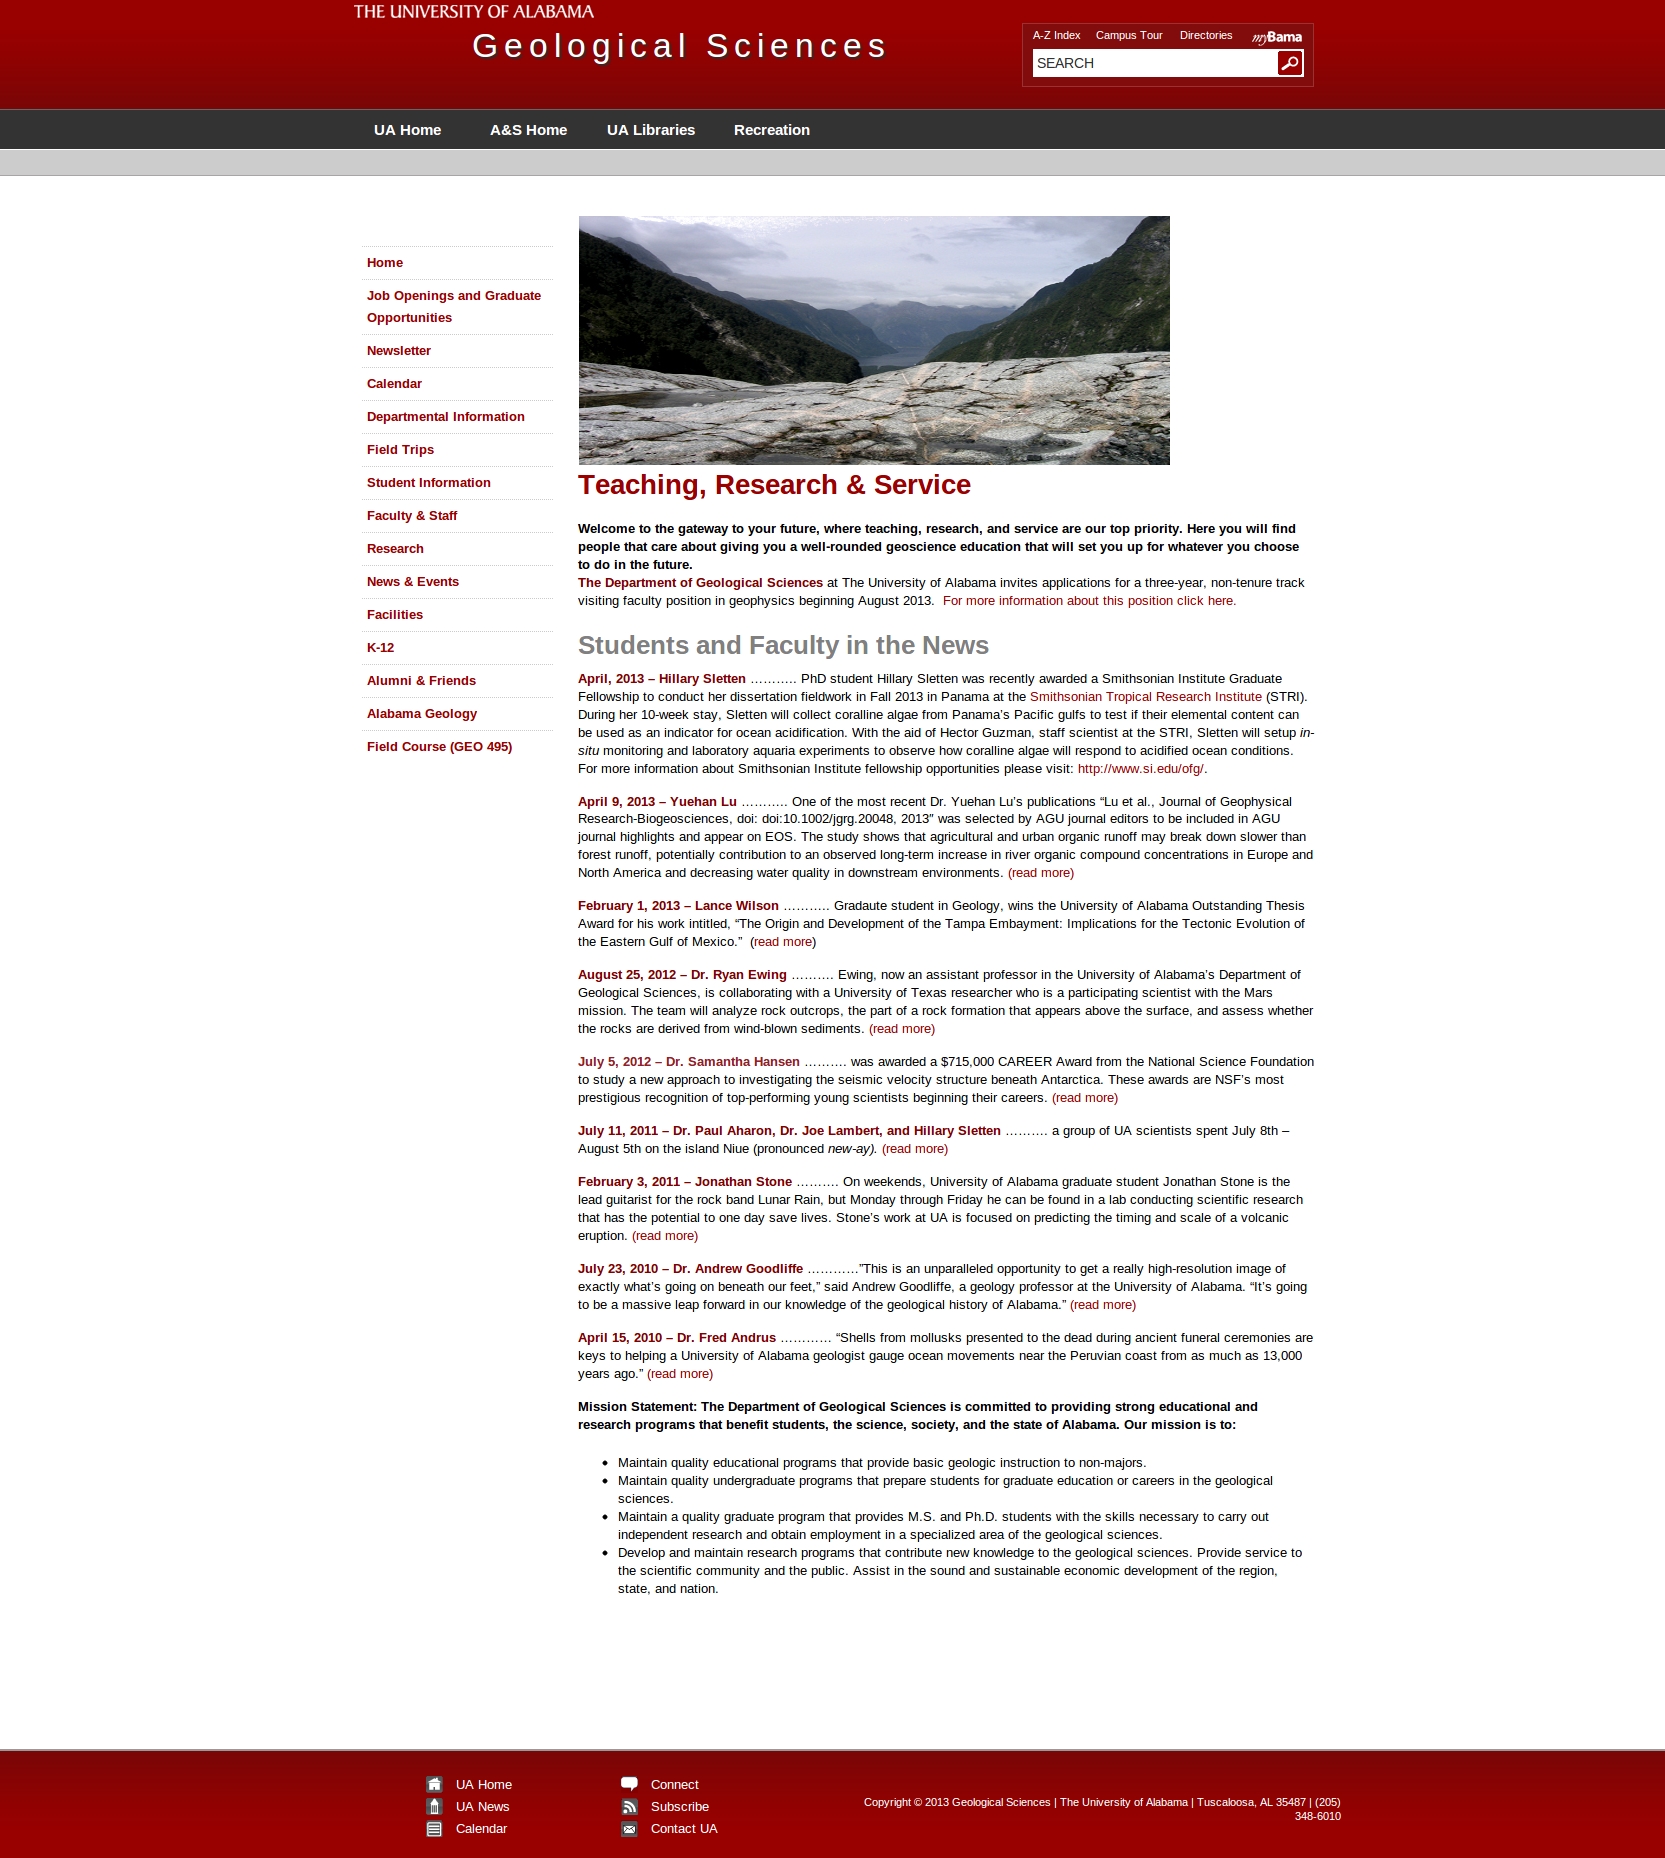 THE UNIVERSITY OF ALABAMA
Geological Sciences
A-Z Index Campus Tour Directories myBama
SEARCH
UA Home A&S Home UA Libraries Recreation
Home
Job Openings and Graduate
Opportunities
Newsletter
Calendar
Departmental Information
Field Trips
Student Information
Faculty & Staff
Research
News & Events
Facilities
K-12
Alumni & Friends
Alabama Geology
Field Course (GEO 495)
Teaching, Research & Service
Welcome to the gateway to your future, where teaching, research, and service are our top priority. Here you will find
people that care about giving you a well-rounded geoscience education that will set you up for whatever you choose
to do in the future.
The Department of Geological Sciences at The University of Alabama invites applications for a three-year, non-tenure track
visiting faculty position in geophysics beginning August 2013.  For more information about this position click here.
Students and Faculty in the News
April, 2013 – Hillary Sletten ……….. PhD student Hillary Sletten was recently awarded a Smithsonian Institute Graduate
Fellowship to conduct her dissertation fieldwork in Fall 2013 in Panama at the Smithsonian Tropical Research Institute (STRI).
During her 10-week stay, Sletten will collect coralline algae from Panama’s Pacific gulfs to test if their elemental content can
be used as an indicator for ocean acidification. With the aid of Hector Guzman, staff scientist at the STRI, Sletten will setup in-
situ monitoring and laboratory aquaria experiments to observe how coralline algae will respond to acidified ocean conditions.
For more information about Smithsonian Institute fellowship opportunities please visit: http://www.si.edu/ofg/.
April 9, 2013 – Yuehan Lu ……….. One of the most recent Dr. Yuehan Lu’s publications “Lu et al., Journal of Geophysical
Research-Biogeosciences, doi: doi:10.1002/jgrg.20048, 2013″ was selected by AGU journal editors to be included in AGU
journal highlights and appear on EOS. The study shows that agricultural and urban organic runoff may break down slower than
forest runoff, potentially contribution to an observed long-term increase in river organic compound concentrations in Europe and
North America and decreasing water quality in downstream environments. (read more)
February 1, 2013 – Lance Wilson ……….. Gradaute student in Geology, wins the University of Alabama Outstanding Thesis
Award for his work intitled, “The Origin and Development of the Tampa Embayment: Implications for the Tectonic Evolution of
the Eastern Gulf of Mexico.”  (read more)
August 25, 2012 – Dr. Ryan Ewing ………. Ewing, now an assistant professor in the University of Alabama’s Department of
Geological Sciences, is collaborating with a University of Texas researcher who is a participating scientist with the Mars
mission. The team will analyze rock outcrops, the part of a rock formation that appears above the surface, and assess whether
the rocks are derived from wind-blown sediments. (read more)
July 5, 2012 – Dr. Samantha Hansen ………. was awarded a $715,000 CAREER Award from the National Science Foundation
to study a new approach to investigating the seismic velocity structure beneath Antarctica. These awards are NSF’s most
prestigious recognition of top-performing young scientists beginning their careers. (read more)
July 11, 2011 – Dr. Paul Aharon, Dr. Joe Lambert, and Hillary Sletten ………. a group of UA scientists spent July 8th –
August 5th on the island Niue (pronounced new-ay). (read more)
February 3, 2011 – Jonathan Stone ………. On weekends, University of Alabama graduate student Jonathan Stone is the
lead guitarist for the rock band Lunar Rain, but Monday through Friday he can be found in a lab conducting scientific research
that has the potential to one day save lives. Stone’s work at UA is focused on predicting the timing and scale of a volcanic
eruption. (read more)
July 23, 2010 – Dr. Andrew Goodliffe …………”This is an unparalleled opportunity to get a really high-resolution image of
exactly what’s going on beneath our feet,” said Andrew Goodliffe, a geology professor at the University of Alabama. “It’s going
to be a massive leap forward in our knowledge of the geological history of Alabama.” (read more)
April 15, 2010 – Dr. Fred Andrus ………… “Shells from mollusks presented to the dead during ancient funeral ceremonies are
keys to helping a University of Alabama geologist gauge ocean movements near the Peruvian coast from as much as 13,000
years ago.” (read more)
Mission Statement: The Department of Geological Sciences is committed to providing strong educational and
research programs that benefit students, the science, society, and the state of Alabama. Our mission is to:
• Maintain quality educational programs that provide basic geologic instruction to non-majors.
• Maintain quality undergraduate programs that prepare students for graduate education or careers in the geological
sciences.
• Maintain a quality graduate program that provides M.S. and Ph.D. students with the skills necessary to carry out
independent research and obtain employment in a specialized area of the geological sciences.
• Develop and maintain research programs that contribute new knowledge to the geological sciences. Provide service to
the scientific community and the public. Assist in the sound and sustainable economic development of the region,
state, and nation.
UA Home
UA News
Calendar
Connect
Subscribe
Contact UA
Copyright © 2013 Geological Sciences | The University of Alabama | Tuscaloosa, AL 35487 | (205)
348-6010